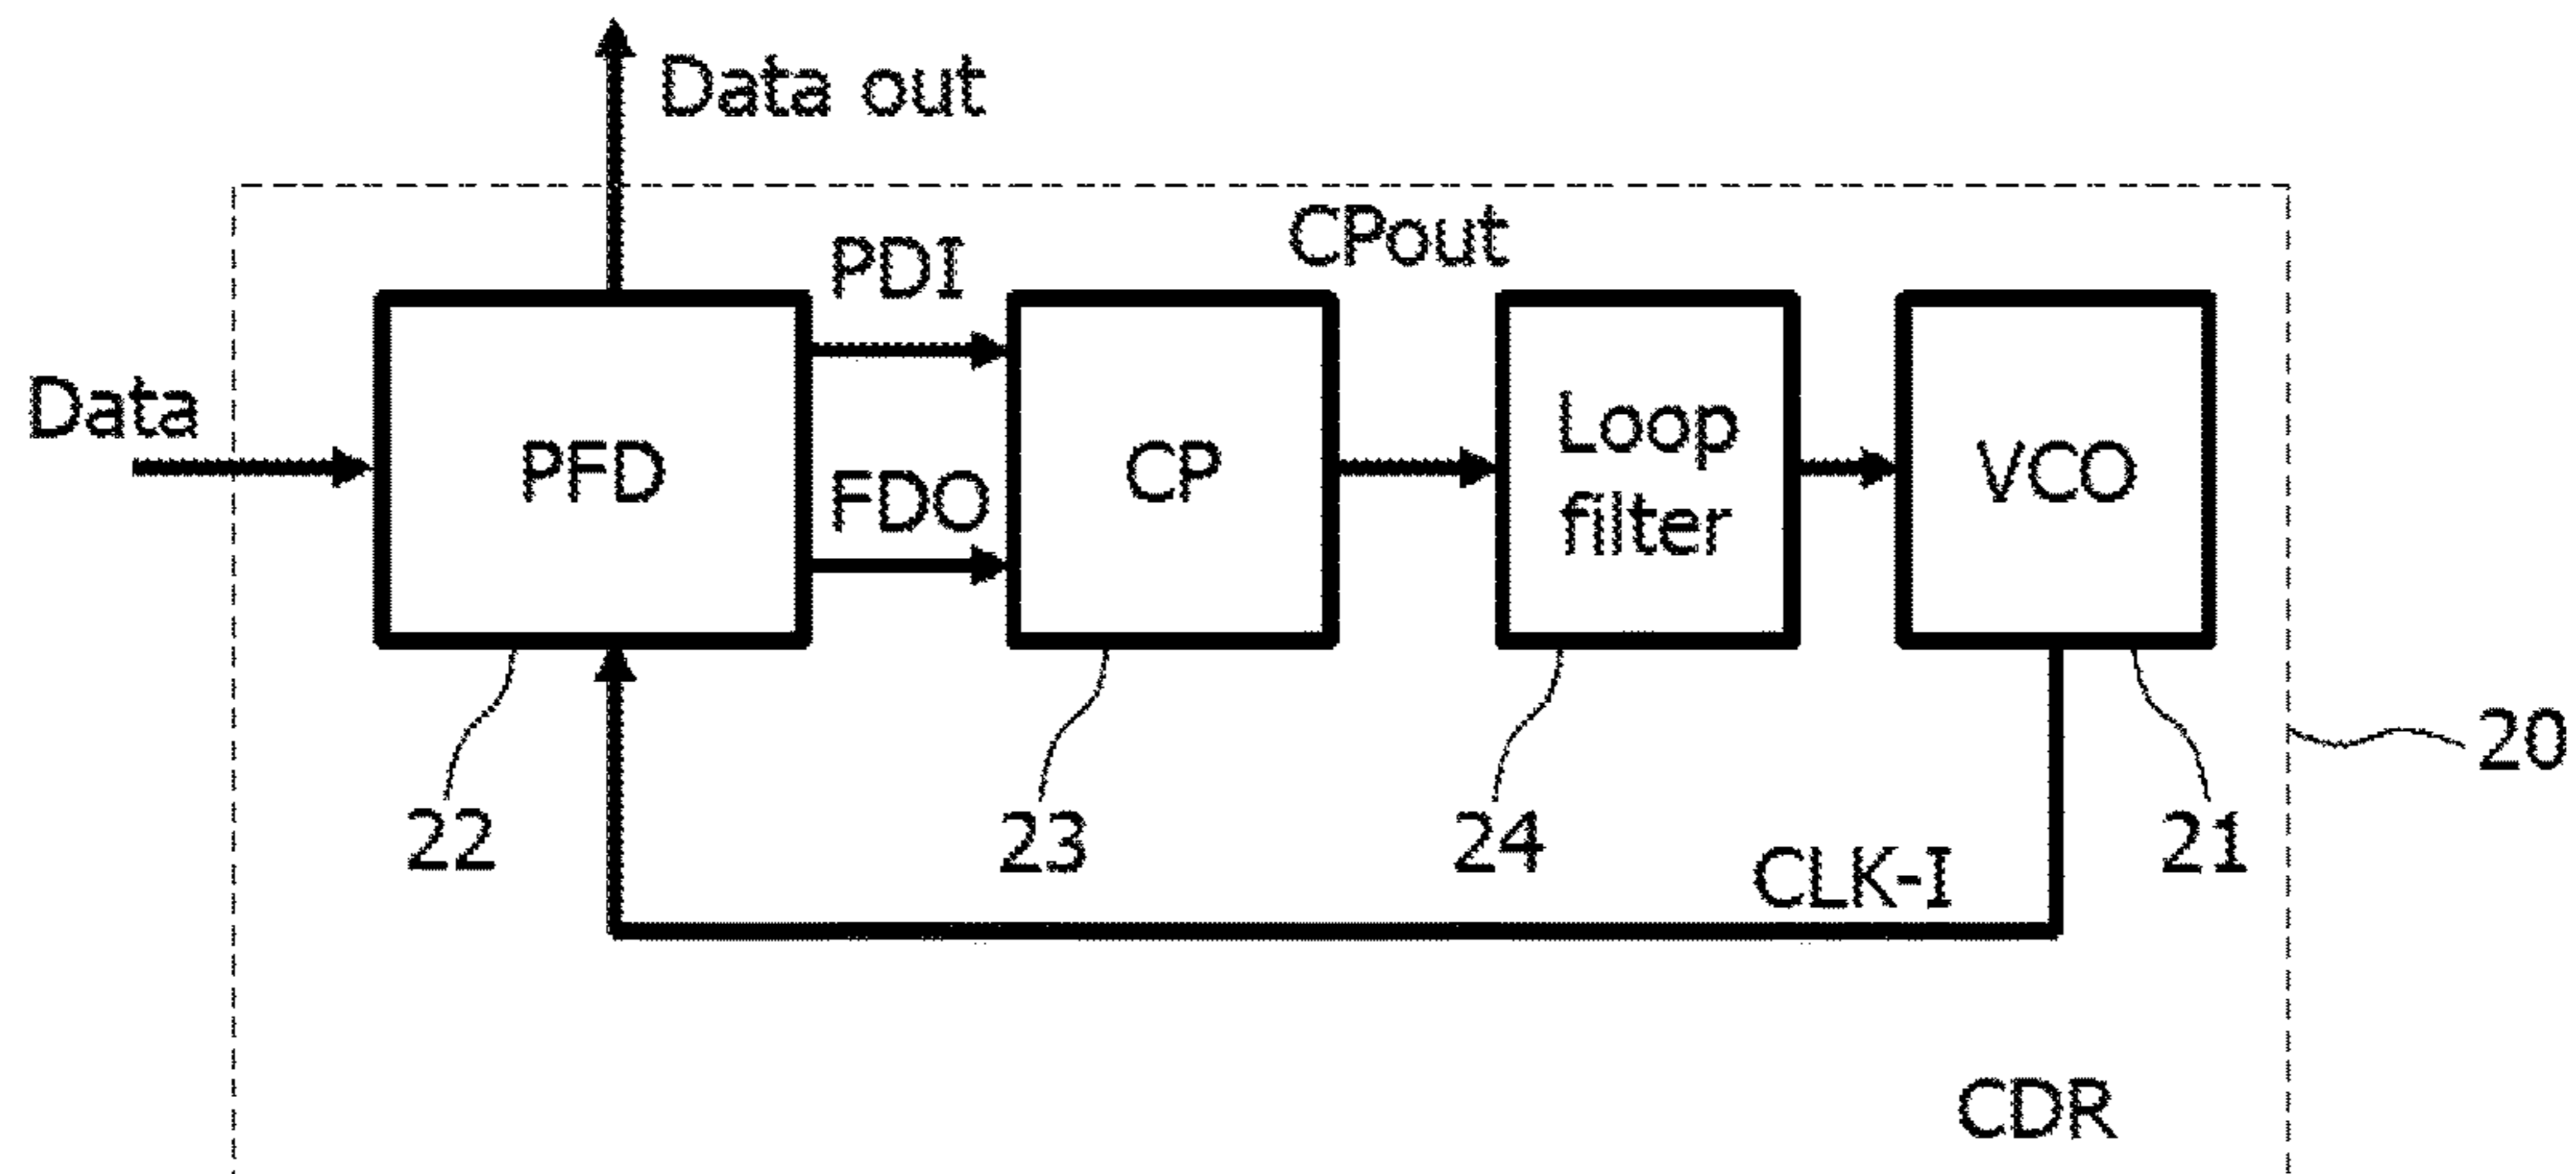 Data out
CPout
PDI
Data
PFD
FDO
CP
Loop
filter
VCO
20
22
23
24
CLK-I
21
CDR